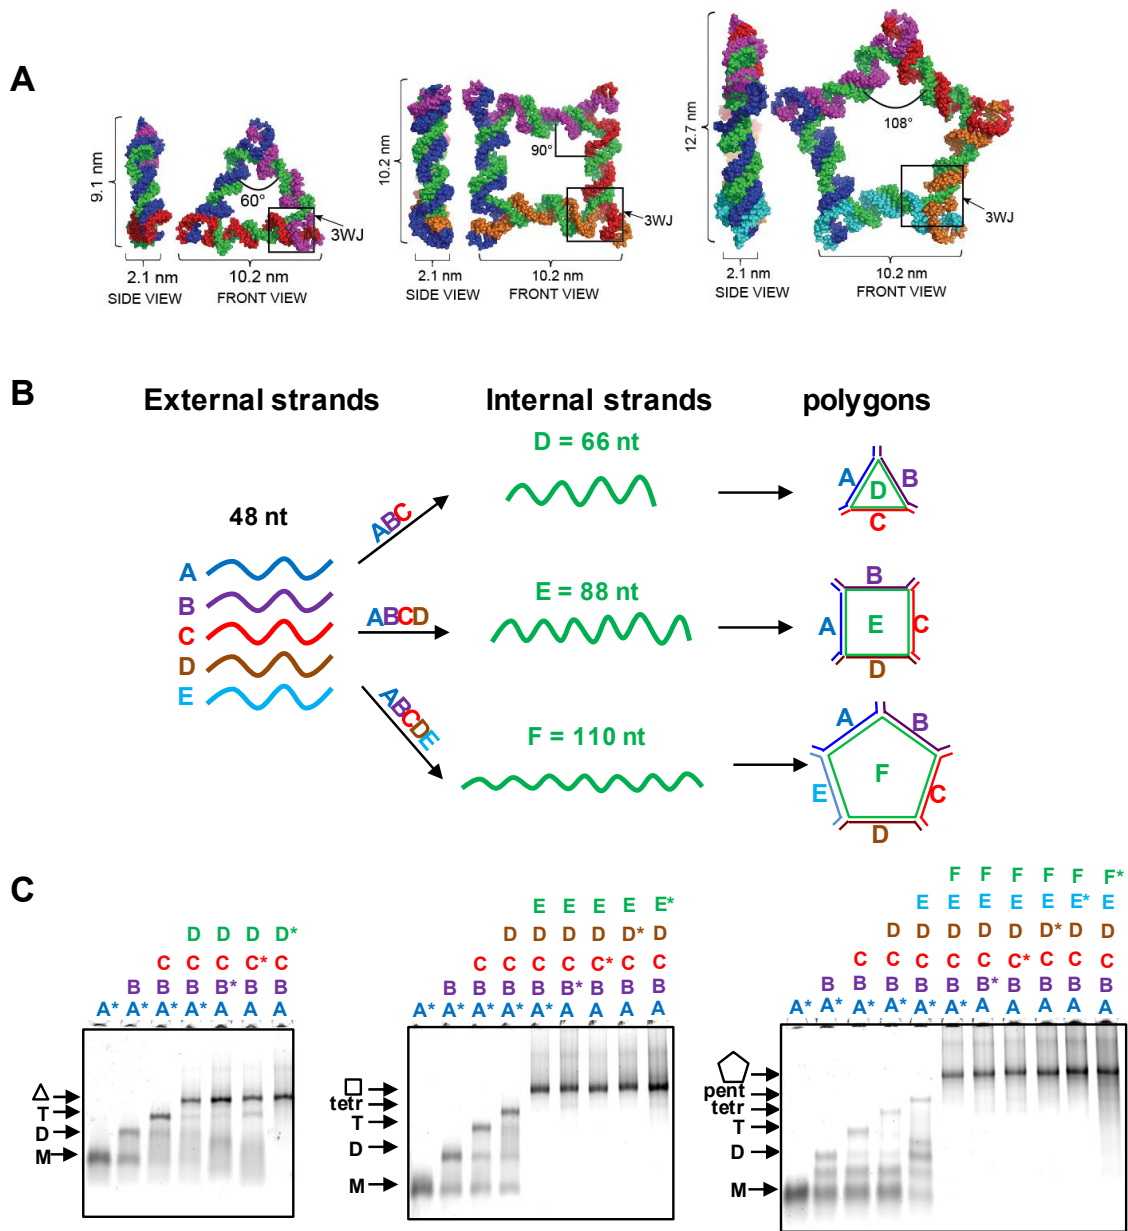 A
9.1 nm
60°
3WJ
2.1 nm
10.2 nm
SIDE VIEW
FRONT VIEW
10.2 nm
90°
3WJ
2.1 nm
10.2 nm
SIDE VIEW
FRONT VIEW
12.7 nm
108°
3WJ
2.1 nm
10.2 nm
SIDE VIEW
FRONT VIEW
B
External strands
Internal strands
polygons
48 nt
A
B
C
D
E
ABC
ABCD
ABCDE
D = 66 nt
E = 88 nt
F = 110 nt
A
B
D
C
B
A
E
C
D
A
B
F
E
C
D
C
D D D D*
C C C C* C
B B B B* B B
A* A* A* A* A A A
T
D
M
E E E E E*
D D D D D* D
C C C C C* C C
B B B B B* B B B
A* A* A* A* A* A A A A
tetr
T
D
M
F F F F F F*
E E E E E E* E
D D D D D D* D D
C C C C C C* C C C
B B B B B B* B B B B
A* A* A* A* A* A* A A A A A
pent
tetr
T
D
M